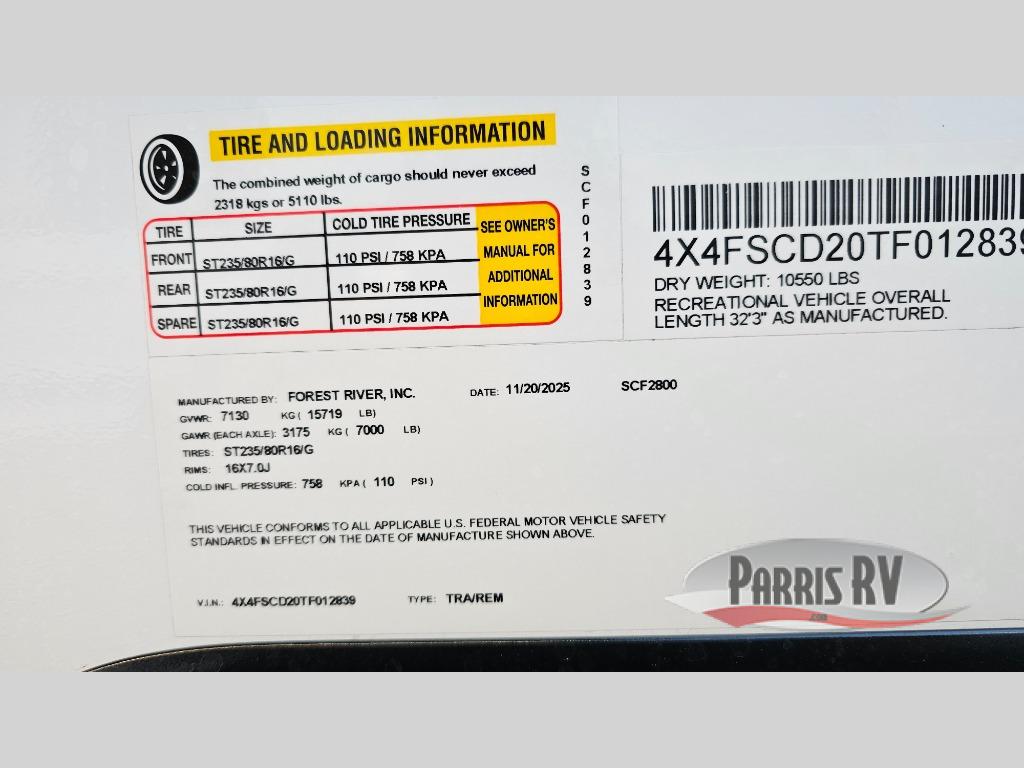 TIRE AND LOADING INFORMATION
The combined weight of cargo should never exceed
2318 kgs or 5110 lbs.
TIRE SIZE COLD TIRE PRESSURE
FRONT ST235/80R16/G 110 PSI / 758 KPA
REAR ST235/80R16/G 110 PSI / 758 KPA
SPARE ST235/80R16/G 110 PSI / 758 KPA
SEE OWNER'S
MANUAL FOR
ADDITIONAL
INFORMATION
SCF012839
4X4FSCD20TF012839
DRY WEIGHT: 10550 LBS
RECREATIONAL VEHICLE OVERALL
LENGTH 32'3" AS MANUFACTURED.
MANUFACTURED BY: FOREST RIVER, INC. DATE: 11/20/2025 SCF2800
GVWR: 7130 KG ( 15719 LB)
GAWR (EACH AXLE): 3175 KG ( 7000 LB)
TIRES: ST235/80R16/G
RIMS: 16X7.0J
COLD INFL. PRESSURE: 758 KPA ( 110 PSI )
THIS VEHICLE CONFORMS TO ALL APPLICABLE U.S. FEDERAL MOTOR VEHICLE SAFETY
STANDARDS IN EFFECT ON THE DATE OF MANUFACTURE SHOWN ABOVE.
V.I.N.: 4X4FSCD20TF012839 TYPE: TRA/REM
PARRIS RV
.com